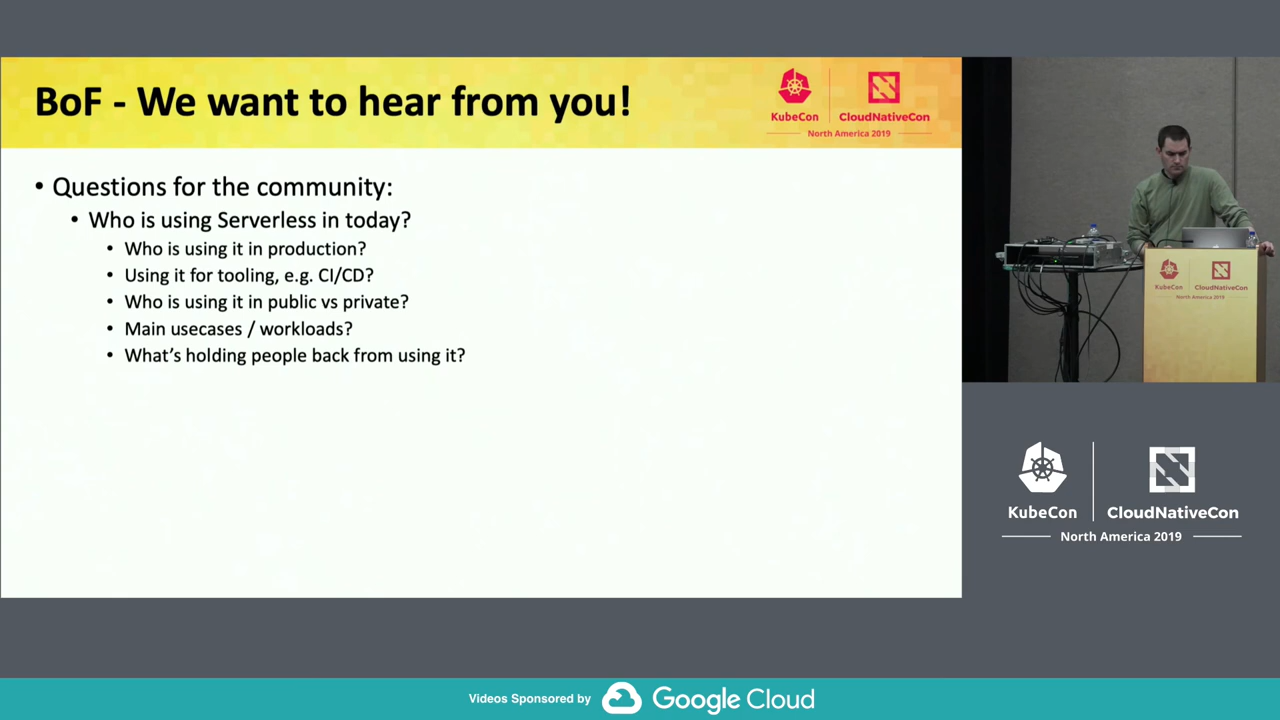 BoF - We want to hear from you!
KubeCon
CloudNativeCon
North America 2019
• Questions for the community:
• Who is using Serverless in today?
• Who is using it in production?
• Using it for tooling, e.g. CI/CD?
• Who is using it in public vs private?
• Main usecases / workloads?
• What's holding people back from using it?
KubeCon
CloudNativeCon
North America 2019
KubeCon
CloudNativeCon
North America 2019
Videos Sponsored by
Google Cloud